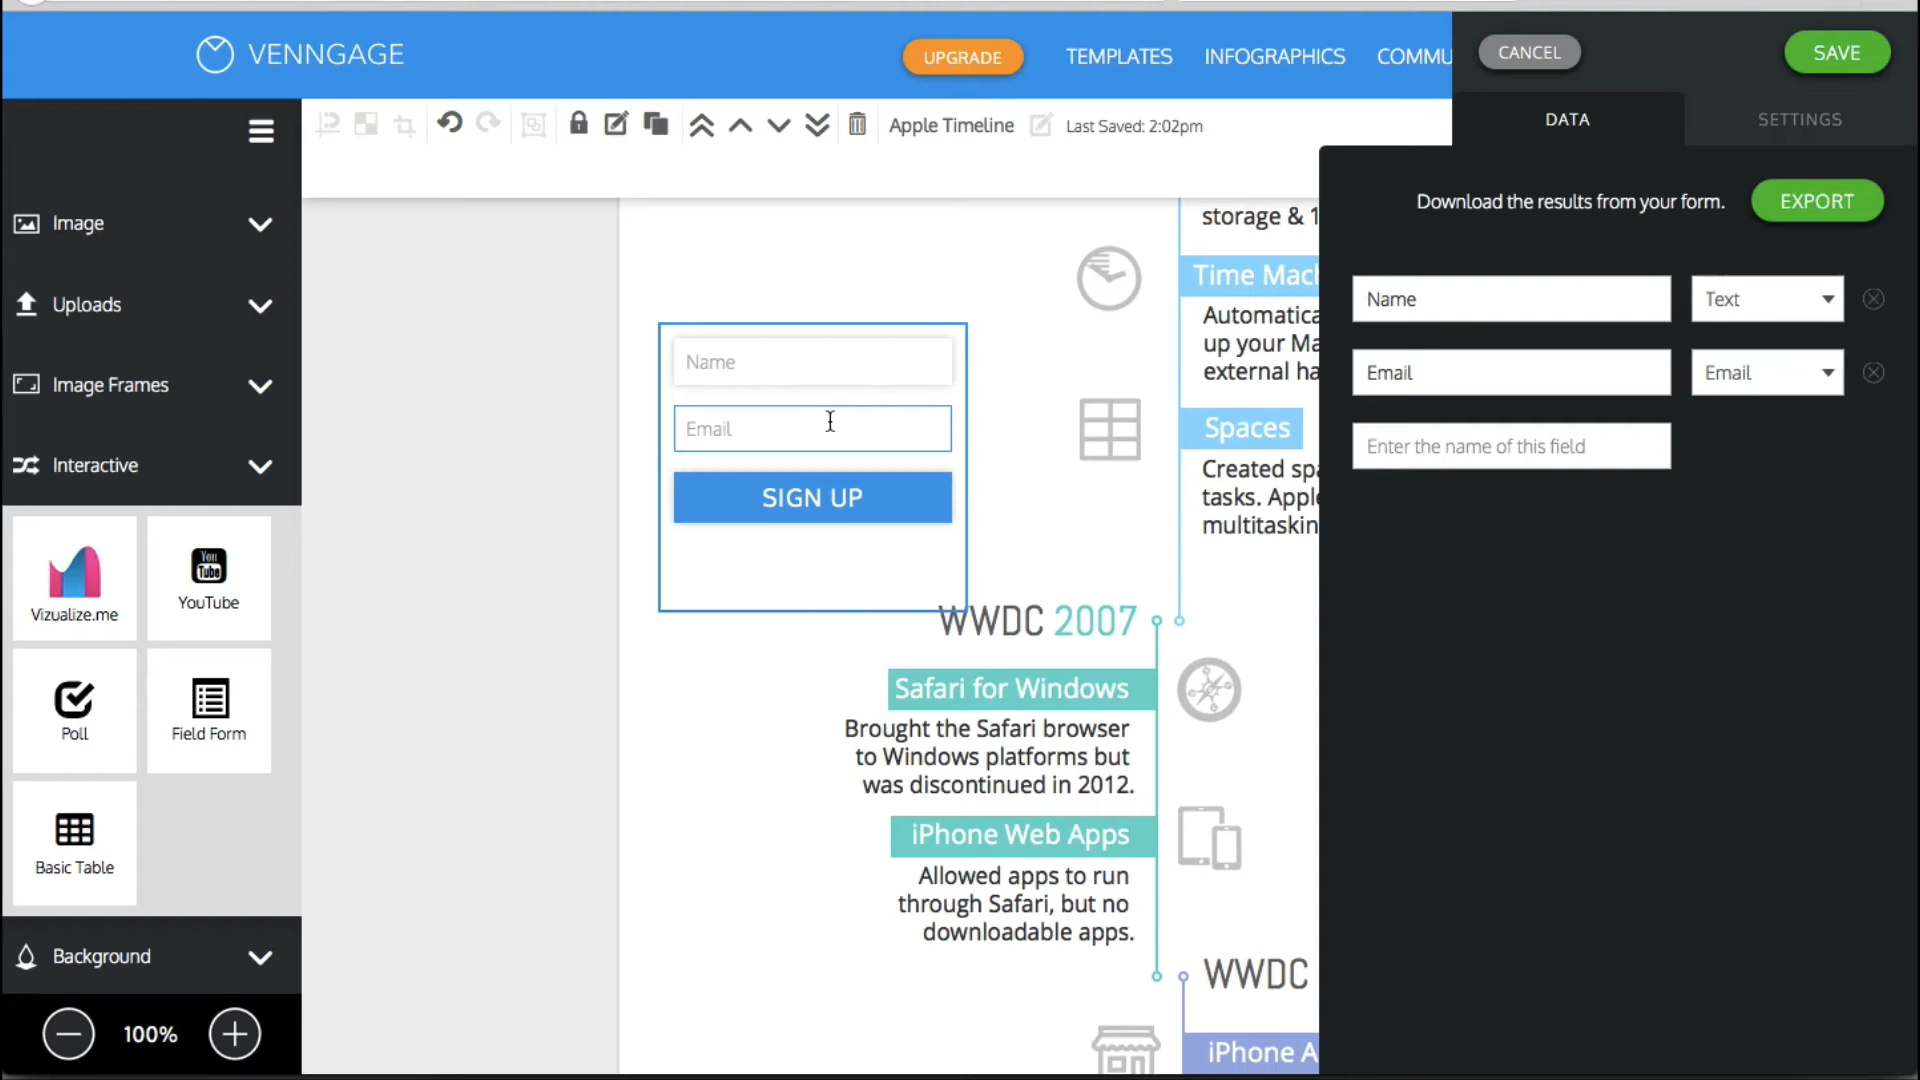 VENNGAGE
UPGRADE
TEMPLATES
INFOGRAPHICS
COMMU
CANCEL
SAVE
Apple Timeline
Last Saved: 2:02pm
DATA
SETTINGS
Image
Uploads
Image Frames
Interactive
Vizualize.me
You
Tube
YouTube
Poll
Field Form
Basic Table
Background
100%
Name
Email
SIGN UP
storage & 1
Time Mach
Automatica
up your Ma
external ha
Spaces
Created spa
tasks. Apple
multitaskin
WWDC 2007
Safari for Windows
Brought the Safari browser
to Windows platforms but
was discontinued in 2012.
iPhone Web Apps
Allowed apps to run
through Safari, but no
downloadable apps.
WWDC
iPhone A
Download the results from your form.
EXPORT
Name
Text
Email
Email
Enter the name of this field